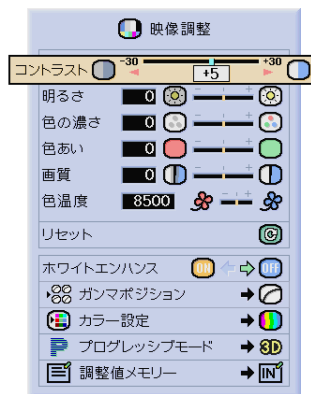 映像調整
コントラスト -30 +5 +30
明るさ 0 - +
色の濃さ 0 - +
色あい 0 - +
画質 0 - +
色温度 8500 - +
リセット
ホワイトエンハンス ON OFF
ガンマポジション
カラー設定
P プログレッシブモード 3D
調整値メモリー IN